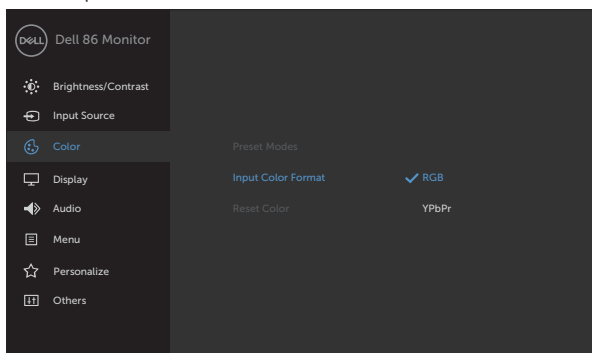 DELL Dell 86 Monitor
Brightness/Contrast
Input Source
Color
Preset Modes
Display
Input Color Format RGB
Audio
Reset Color YPbPr
Menu
Personalize
Others